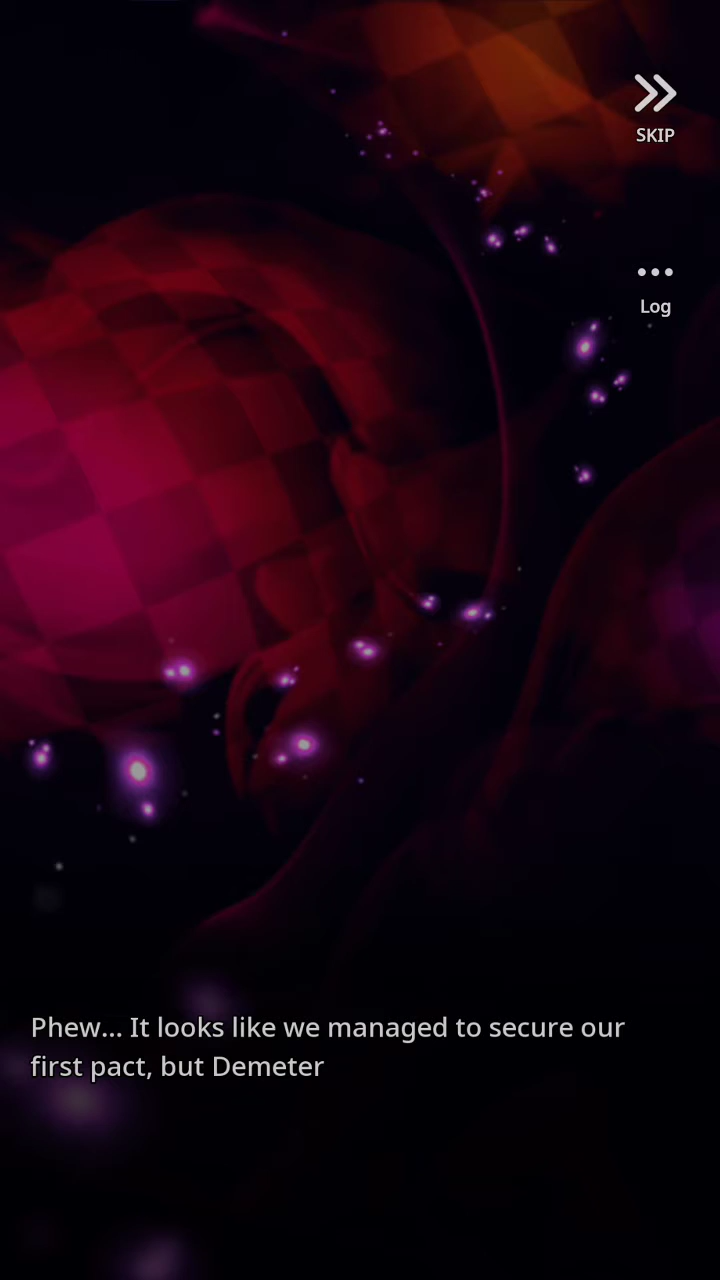 SKIP
Log
Phew... It looks like we managed to secure our
first pact, but Demeter